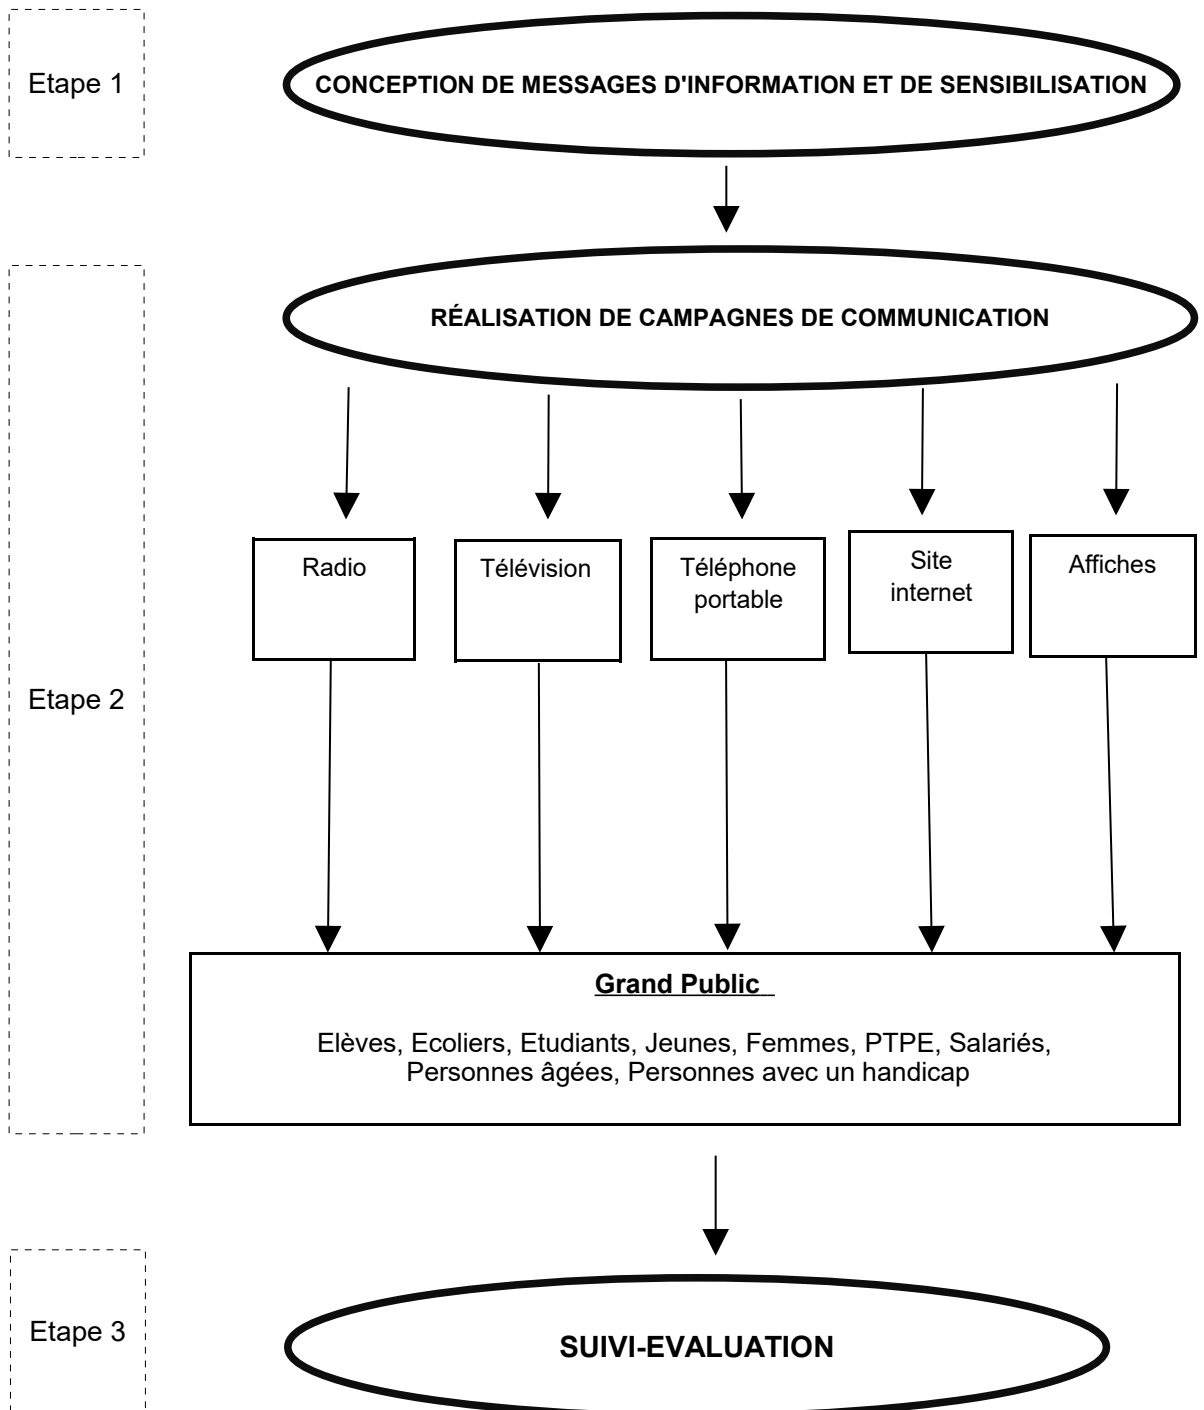 Etape 1
CONCEPTION DE MESSAGES D'INFORMATION ET DE SENSIBILISATION
Etape 2
RÉALISATION DE CAMPAGNES DE COMMUNICATION
Radio
Télévision
Téléphone
portable
Site
internet
Affiches
Grand Public
Elèves, Ecoliers, Etudiants, Jeunes, Femmes, PTPE, Salariés,
Personnes âgées, Personnes avec un handicap
Etape 3
SUIVI-EVALUATION